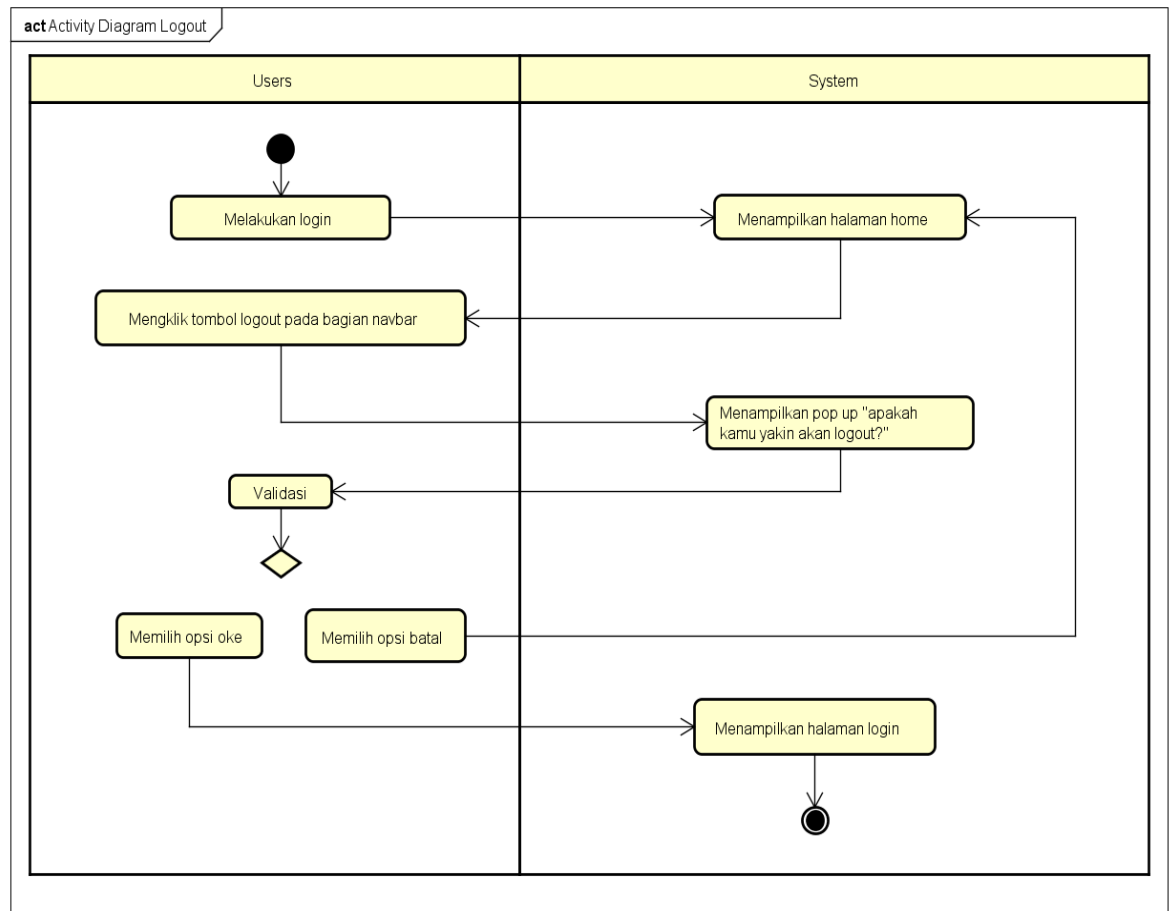 act Activity Diagram Logout
Users
System
Melakukan login
Menampilkan halaman home
Mengklik tombol logout pada bagian navbar
Menampilkan pop up "apakah
kamu yakin akan logout?"
Validasi
Memilih opsi oke
Memilih opsi batal
Menampilkan halaman login